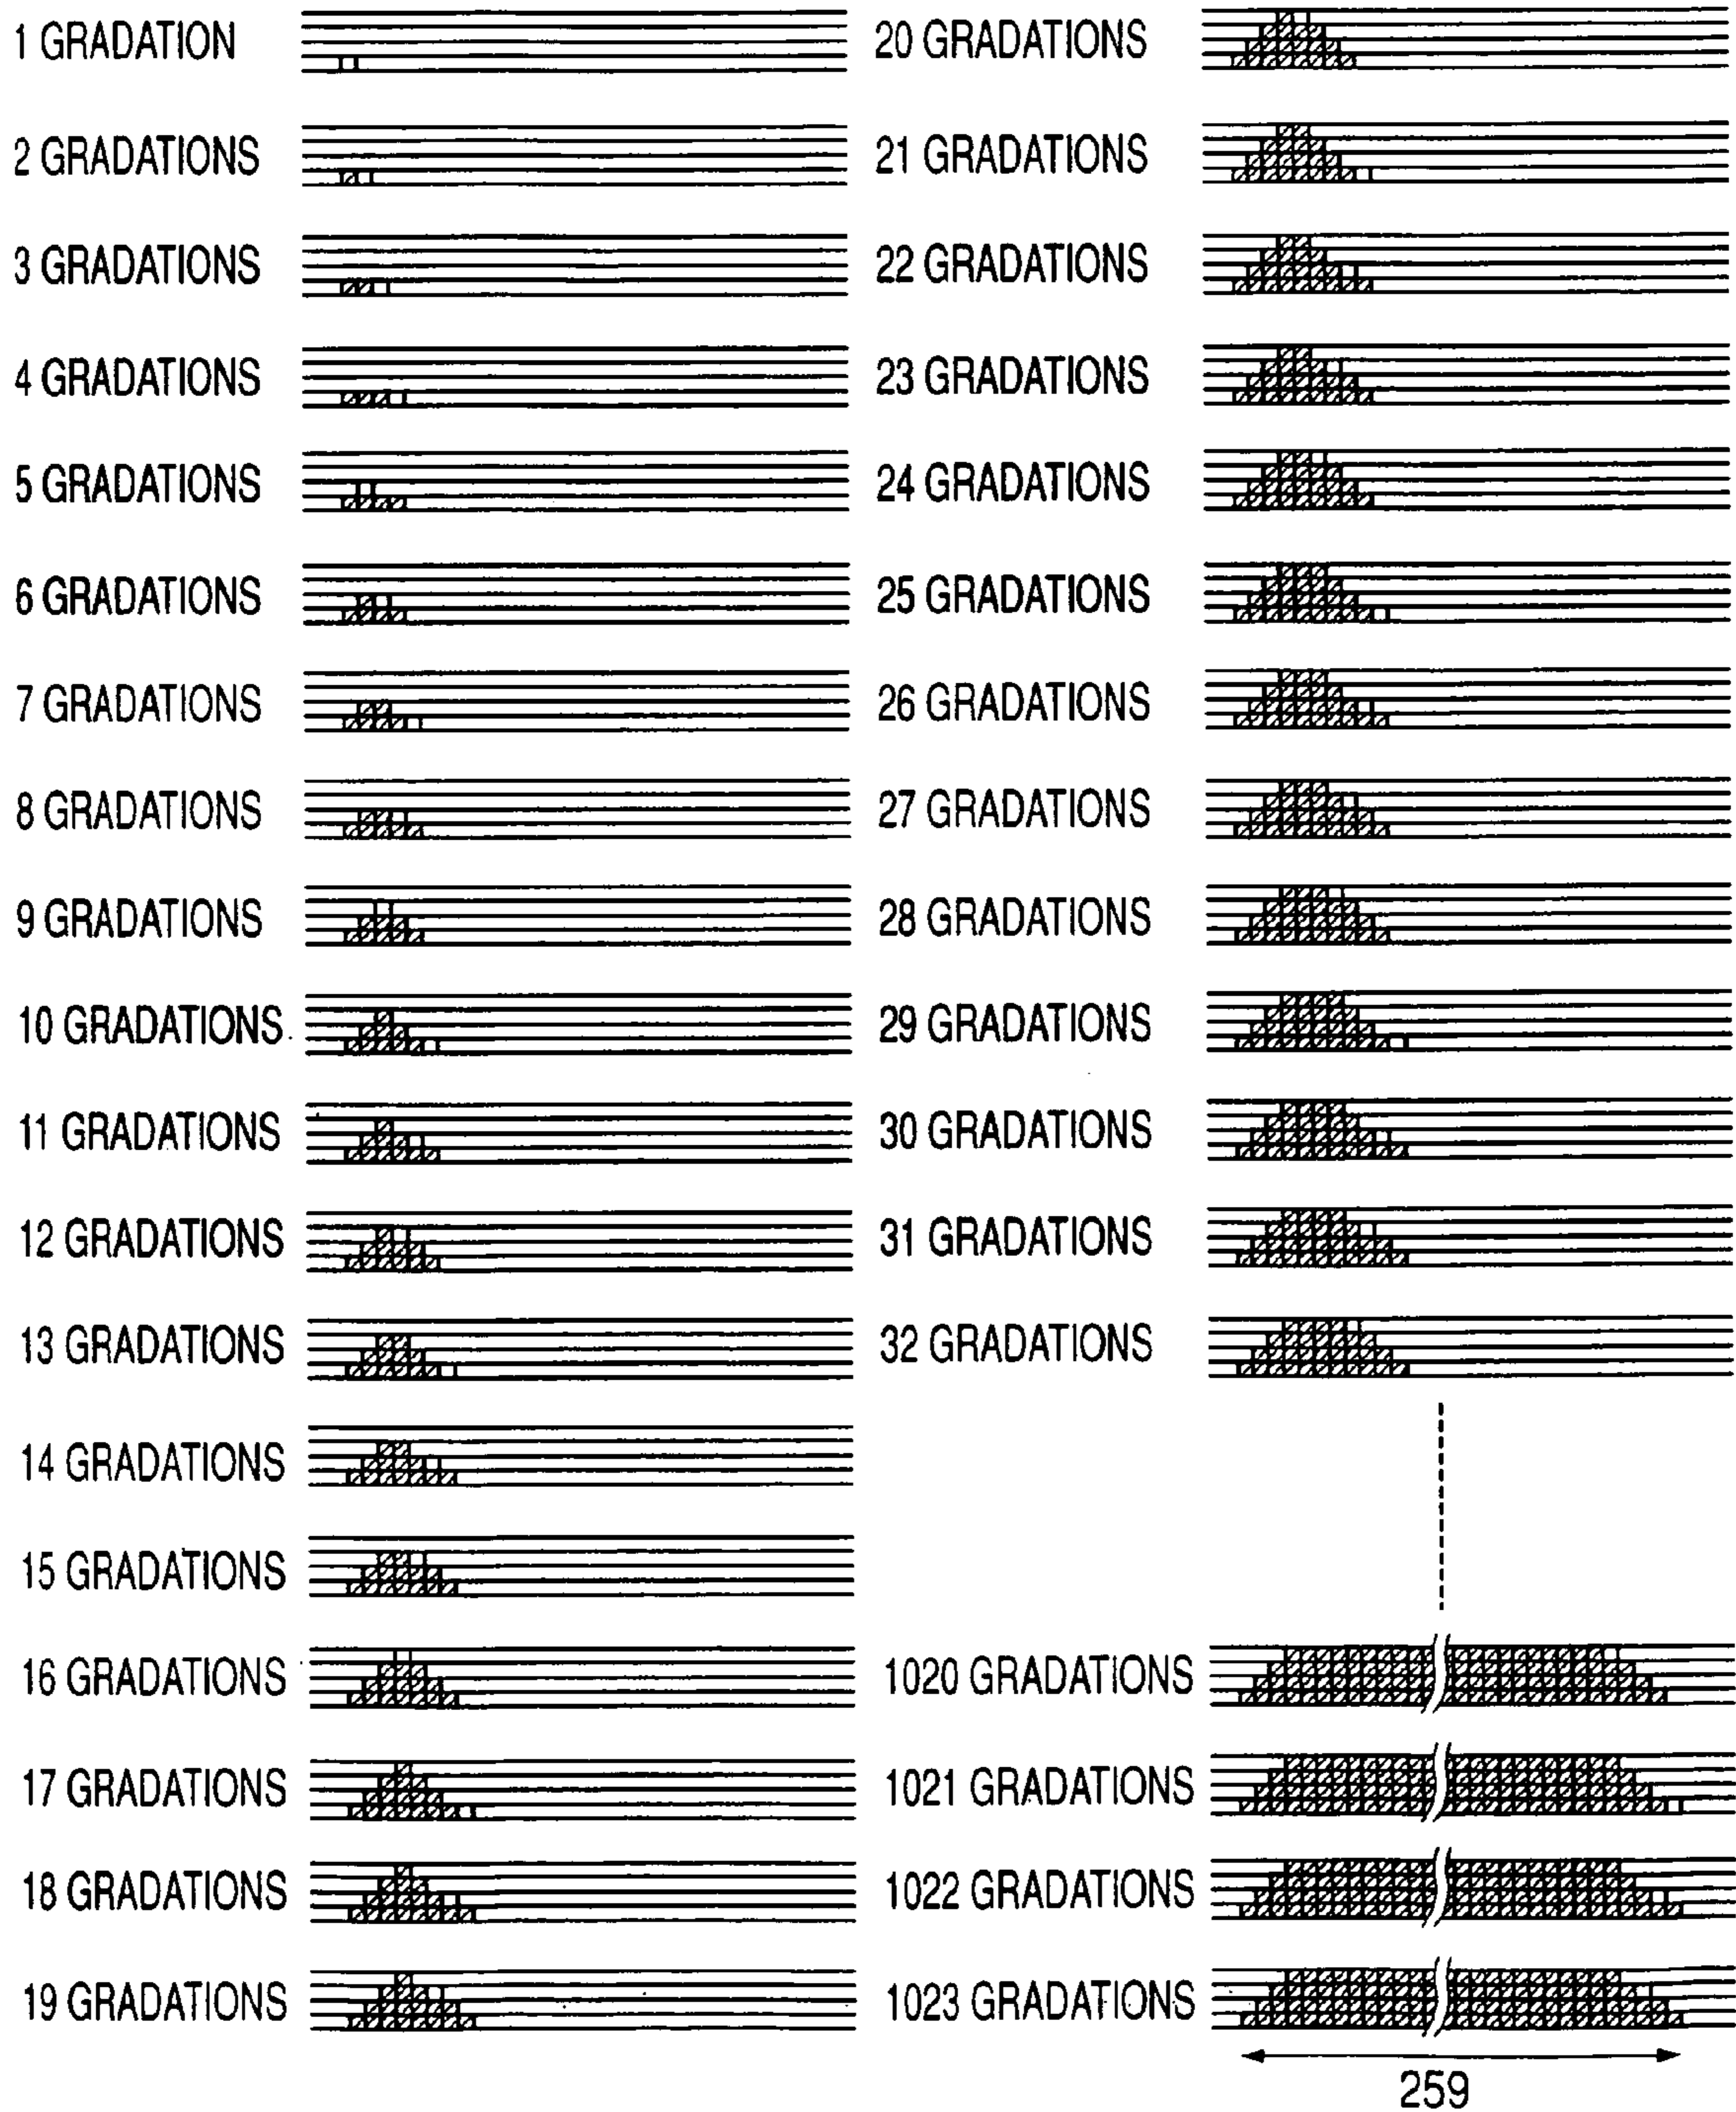 1 GRADATION
2 GRADATIONS
3 GRADATIONS
4 GRADATIONS
5 GRADATIONS
6 GRADATIONS
7 GRADATIONS
8 GRADATIONS
9 GRADATIONS
10 GRADATIONS
11 GRADATIONS
12 GRADATIONS
13 GRADATIONS
14 GRADATIONS
15 GRADATIONS
16 GRADATIONS
17 GRADATIONS
18 GRADATIONS
19 GRADATIONS
20 GRADATIONS
21 GRADATIONS
22 GRADATIONS
23 GRADATIONS
24 GRADATIONS
25 GRADATIONS
26 GRADATIONS
27 GRADATIONS
28 GRADATIONS
29 GRADATIONS
30 GRADATIONS
31 GRADATIONS
32 GRADATIONS
1020 GRADATIONS
1021 GRADATIONS
1022 GRADATIONS
1023 GRADATIONS
259